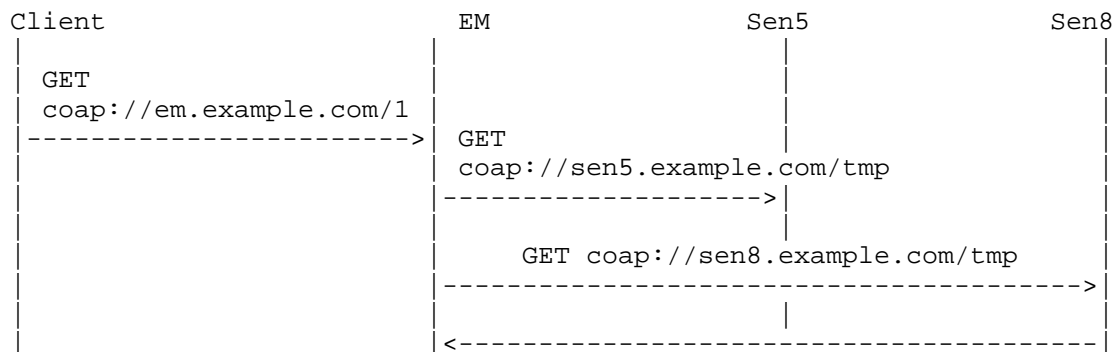 Client EM Sen5 Sen8
GET
coap://em.example.com/1
GET
coap://sen5.example.com/tmp
GET coap://sen8.example.com/tmp